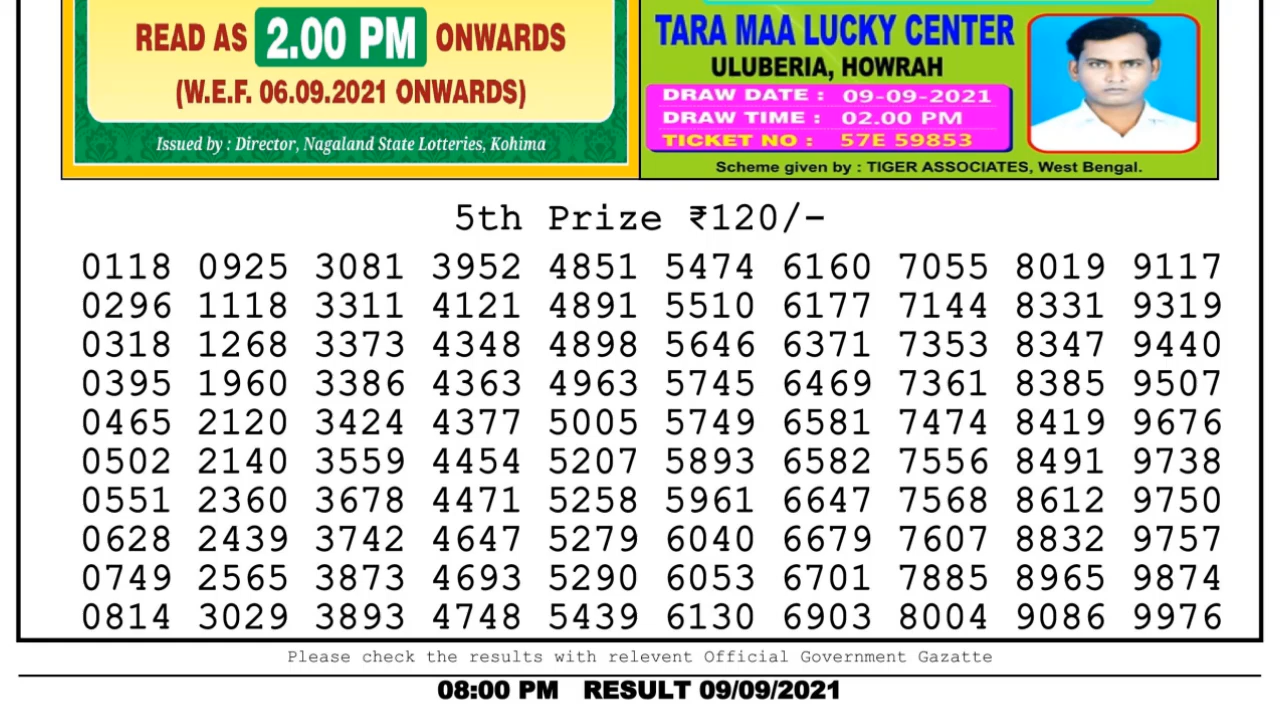 READ AS 2.00 PM ONWARDS
(W.E.F. 06.09.2021 ONWARDS)
Issued by : Director, Nagaland State Lotteries, Kohima
TARA MAA LUCKY CENTER
ULUBERIA, HOWRAH
DRAW DATE : 09-09-2021
DRAW TIME : 02.00 PM
TICKET NO : 57E 59853
Scheme given by : TIGER ASSOCIATES, West Bengal.
5th Prize ₹120/-
0118 0925 3081 3952 4851 5474 6160 7055 8019 9117
0296 1118 3311 4121 4891 5510 6177 7144 8331 9319
0318 1268 3373 4348 4898 5646 6371 7353 8347 9440
0395 1960 3386 4363 4963 5745 6469 7361 8385 9507
0465 2120 3424 4377 5005 5749 6581 7474 8419 9676
0502 2140 3559 4454 5207 5893 6582 7556 8491 9738
0551 2360 3678 4471 5258 5961 6647 7568 8612 9750
0628 2439 3742 4647 5279 6040 6679 7607 8832 9757
0749 2565 3873 4693 5290 6053 6701 7885 8965 9874
0814 3029 3893 4748 5439 6130 6903 8004 9086 9976
Please check the results with relevent Official Government Gazatte
08:00 PM RESULT 09/09/2021